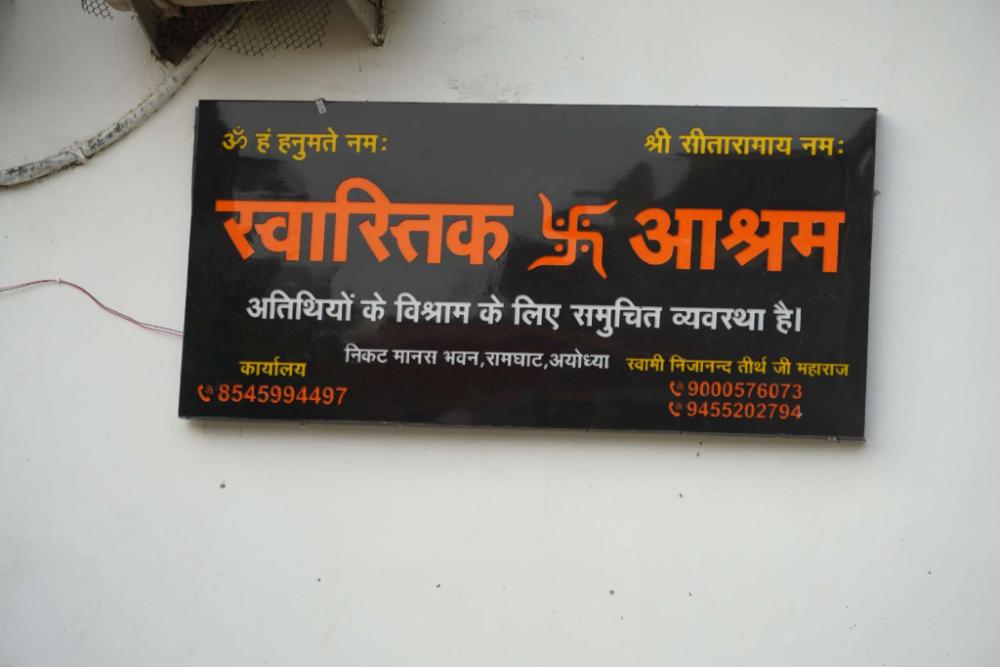 ॐ हं हनुमते नम: श्री सीतारामाय नम:
स्वास्तिक 卐 आश्रम
अतिथियों के विश्राम के लिए समुचित व्यवस्था है।
निकट मानस भवन,रामघाट,अयोध्या
कार्यालय
8545994497
स्वामी निजानन्द तीर्थ जी महाराज
9000576073
9455202794